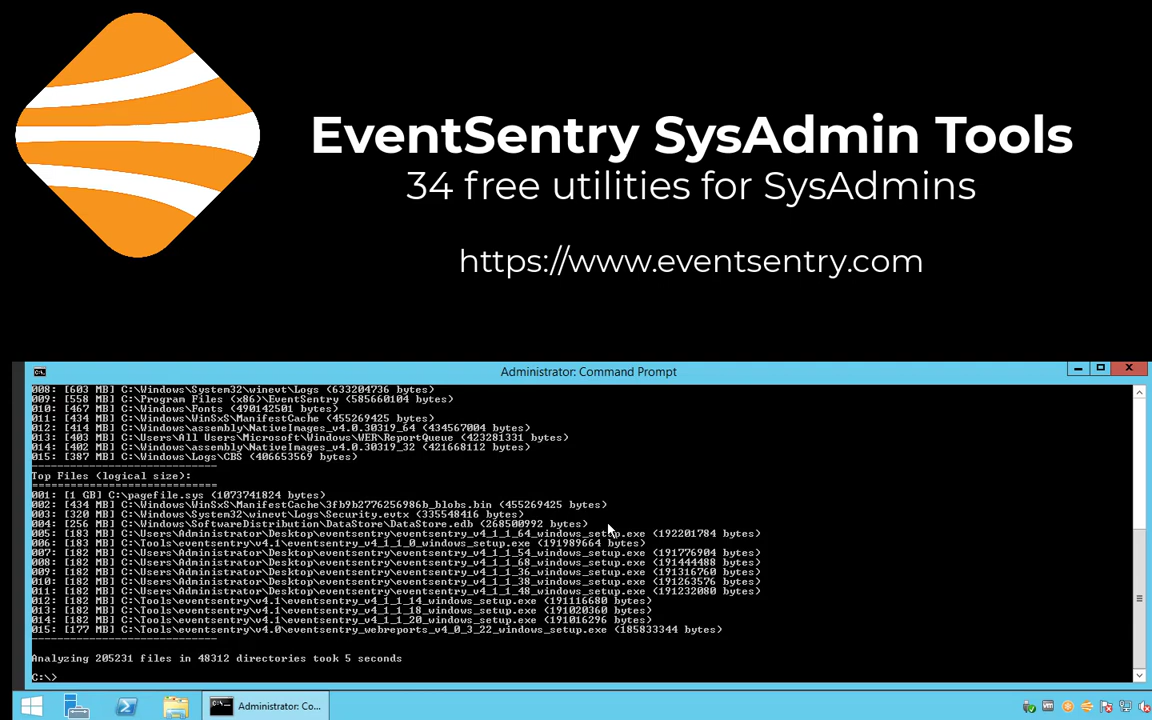 EventSentry SysAdmin Tools
34 free utilities for SysAdmins
https://www.eventsentry.com
Administrator: Command Prompt
008: [603 MB] C:\Windows\System32\winevt\Logs (633204736 bytes)
009: [558 MB] C:\Program Files (x86)\EventSentry (585660104 bytes)
010: [467 MB] C:\Windows\Fonts (490142501 bytes)
011: [434 MB] C:\Windows\WinSxS\ManifestCache (455269425 bytes)
012: [414 MB] C:\Windows\assembly\NativeImages_v4.0.30319_64 (434567004 bytes)
013: [403 MB] C:\Users\All Users\Microsoft\Windows\WER\ReportQueue (423281331 bytes)
014: [402 MB] C:\Windows\assembly\NativeImages_v4.0.30319_32 (421668112 bytes)
015: [387 MB] C:\Windows\Logs\CBS (406653569 bytes)
-----------------------------
Top Files (logical size):
=============================
001: [1 GB] C:\pagefile.sys (1073741824 bytes)
002: [434 MB] C:\Windows\WinSxS\ManifestCache\3fb9b2776256986b_blobs.bin (455269425 bytes)
003: [320 MB] C:\Windows\System32\winevt\Logs\Security.evtx (335548416 bytes)
004: [256 MB] C:\Windows\SoftwareDistribution\DataStore\DataStore.edb (268500992 bytes)
005: [183 MB] C:\Users\Administrator\Desktop\eventsentry\eventsentry_v4_1_1_64_windows_setup.exe (192201784 bytes)
006: [183 MB] C:\Tools\eventsentry\v4.1\eventsentry_v4_1_1_0_windows_setup.exe (191989664 bytes)
007: [182 MB] C:\Users\Administrator\Desktop\eventsentry\eventsentry_v4_1_1_54_windows_setup.exe (191776904 bytes)
008: [182 MB] C:\Users\Administrator\Desktop\eventsentry\eventsentry_v4_1_1_68_windows_setup.exe (191444488 bytes)
009: [182 MB] C:\Users\Administrator\Desktop\eventsentry\eventsentry_v4_1_1_36_windows_setup.exe (191316760 bytes)
010: [182 MB] C:\Users\Administrator\Desktop\eventsentry\eventsentry_v4_1_1_38_windows_setup.exe (191263576 bytes)
011: [182 MB] C:\Users\Administrator\Desktop\eventsentry\eventsentry_v4_1_1_48_windows_setup.exe (191232080 bytes)
012: [182 MB] C:\Tools\eventsentry\v4.1\eventsentry_v4_1_1_14_windows_setup.exe (191116680 bytes)
013: [182 MB] C:\Tools\eventsentry\v4.1\eventsentry_v4_1_1_18_windows_setup.exe (191020360 bytes)
014: [182 MB] C:\Tools\eventsentry\v4.1\eventsentry_v4_1_1_20_windows_setup.exe (191016296 bytes)
015: [177 MB] C:\Tools\eventsentry\v4.0\eventsentry_webreports_v4_0_3_22_windows_setup.exe (185833344 bytes)
-----------------------------
Analyzing 205231 files in 48312 directories took 5 seconds
C:\>
Administrator: Co...